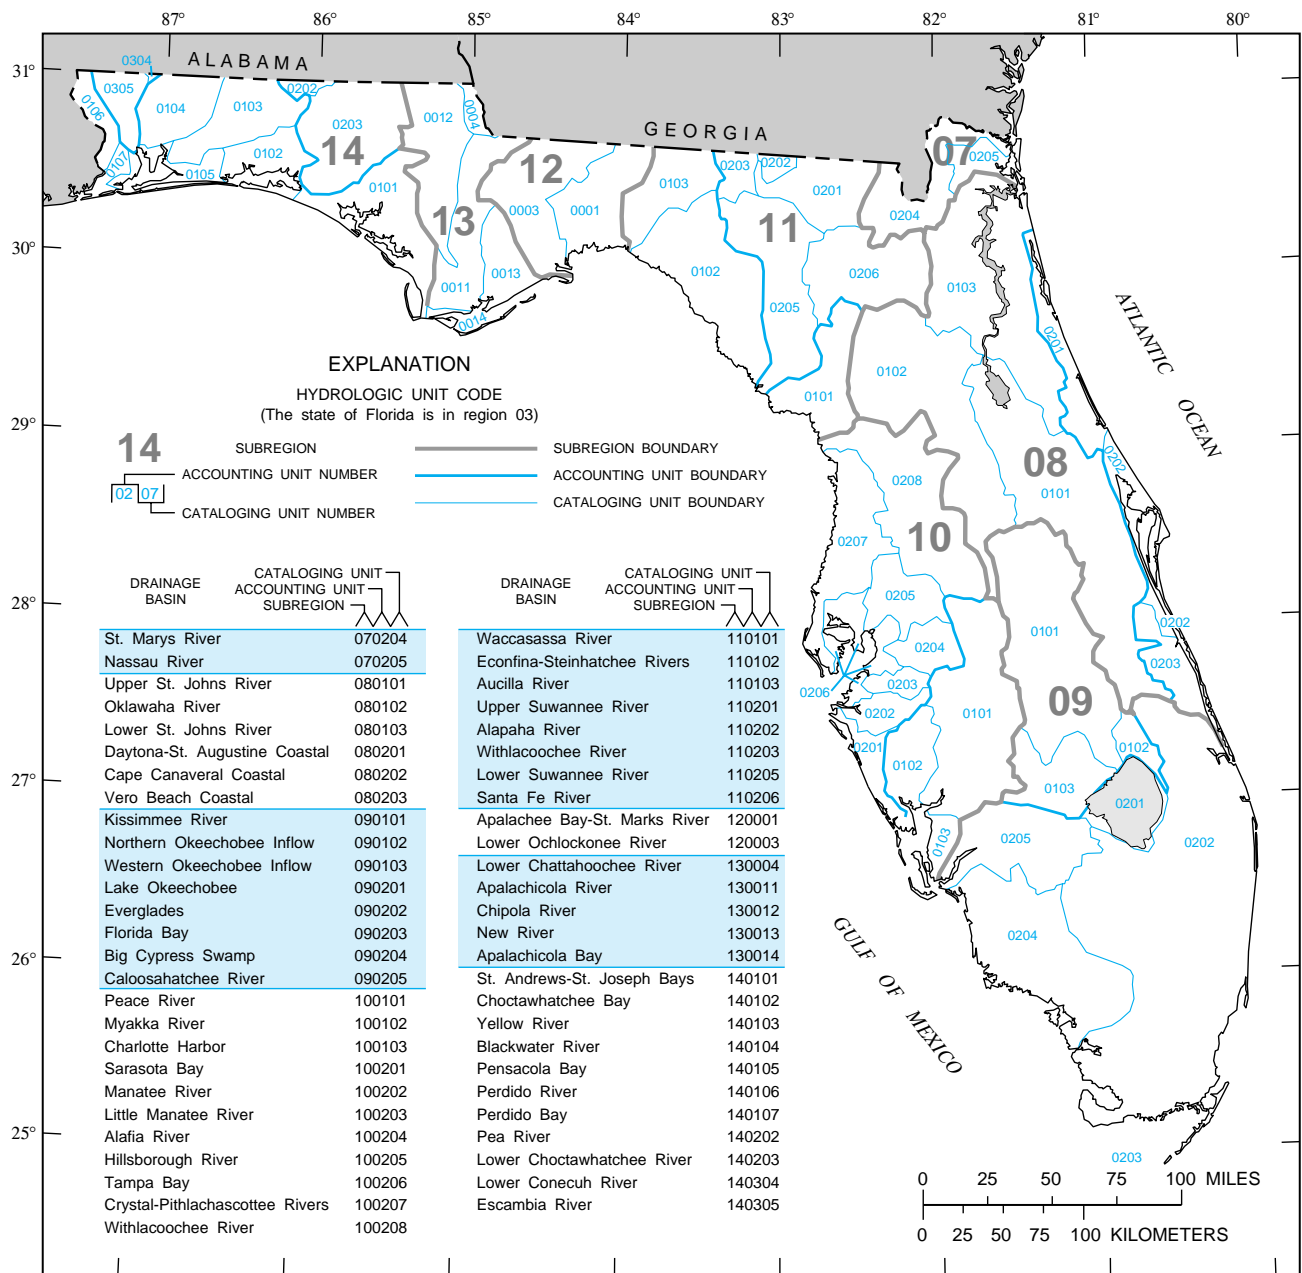 87° 86° 85° 84° 83° 82° 81° 80°
31°
30°
29°
28°
27°
26°
25°
ALABAMA
GEORGIA
0304
0305
0106
0104
0103
0202
0203
0107
0105
0102
14
0101
0012
0004
13
0011
0013
0014
12
0003
0001
0103
0203
0202
0201
11
0102
0205
0206
0101
07
0205
0204
0103
0102
0201
08
0101
0202
0202
0203
ATLANTIC
OCEAN
0208
10
0207
0205
0204
0203
0206
0202
0201
0101
0102
0103
0101
09
0102
0103
0201
0205
0202
0204
0203
GULF OF MEXICO
EXPLANATION
HYDROLOGIC UNIT CODE
(The state of Florida is in region 03)
14 SUBREGION
ACCOUNTING UNIT NUMBER
02 07
CATALOGING UNIT NUMBER
SUBREGION BOUNDARY
ACCOUNTING UNIT BOUNDARY
CATALOGING UNIT BOUNDARY
DRAINAGE
BASIN
CATALOGING UNIT
ACCOUNTING UNIT
SUBREGION
St. Marys River 070204
Nassau River 070205
Upper St. Johns River 080101
Oklawaha River 080102
Lower St. Johns River 080103
Daytona-St. Augustine Coastal 080201
Cape Canaveral Coastal 080202
Vero Beach Coastal 080203
Kissimmee River 090101
Northern Okeechobee Inflow 090102
Western Okeechobee Inflow 090103
Lake Okeechobee 090201
Everglades 090202
Florida Bay 090203
Big Cypress Swamp 090204
Caloosahatchee River 090205
Peace River 100101
Myakka River 100102
Charlotte Harbor 100103
Sarasota Bay 100201
Manatee River 100202
Little Manatee River 100203
Alafia River 100204
Hillsborough River 100205
Tampa Bay 100206
Crystal-Pithlachascottee Rivers 100207
Withlacoochee River 100208
DRAINAGE
BASIN
CATALOGING UNIT
ACCOUNTING UNIT
SUBREGION
Waccasassa River 110101
Econfina-Steinhatchee Rivers 110102
Aucilla River 110103
Upper Suwannee River 110201
Alapaha River 110202
Withlacoochee River 110203
Lower Suwannee River 110205
Santa Fe River 110206
Apalachee Bay-St. Marks River 120001
Lower Ochlockonee River 120003
Lower Chattahoochee River 130004
Apalachicola River 130011
Chipola River 130012
New River 130013
Apalachicola Bay 130014
St. Andrews-St. Joseph Bays 140101
Choctawhatchee Bay 140102
Yellow River 140103
Blackwater River 140104
Pensacola Bay 140105
Perdido River 140106
Perdido Bay 140107
Pea River 140202
Lower Choctawhatchee River 140203
Lower Conecuh River 140304
Escambia River 140305
0 25 50 75 100 MILES
0 25 50 75 100 KILOMETERS